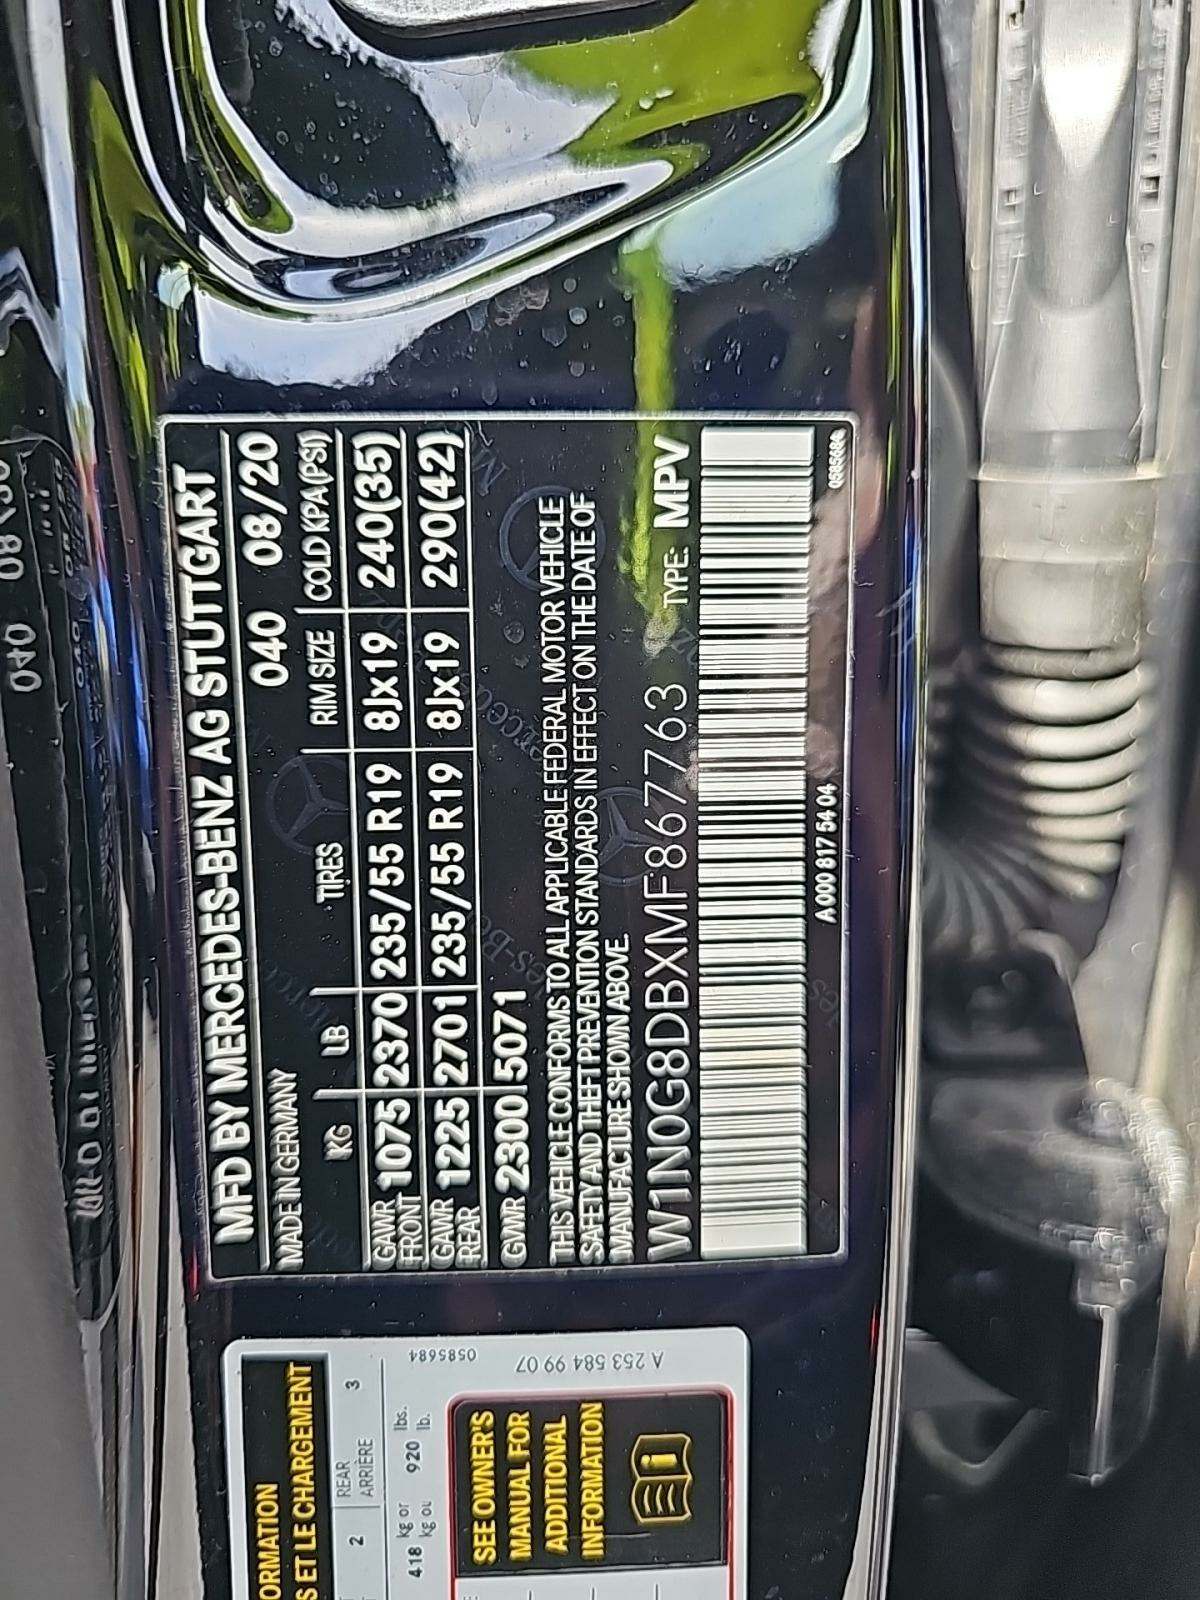 MFD BY MERCEDES-BENZ AG STUTTGART
MADE IN GERMANY 040 08/20
KG LB TIRES RIM SIZE COLD KPA(PSI)
GAWR FRONT 1075 2370 235/55 R19 8Jx19 240(35)
GAWR REAR 1225 2701 235/55 R19 8Jx19 290(42)
GVWR 2300 5071
THIS VEHICLE CONFORMS TO ALL APPLICABLE FEDERAL MOTOR VEHICLE
SAFETY AND THEFT PREVENTION STANDARDS IN EFFECT ON THE DATE OF
MANUFACTURE SHOWN ABOVE.
W1N0G8DBXMF867763 TYPE: MPV
A 000 817 54 04
ORMATION
S ET LE CHARGEMENT
2 REAR 3
ARRIÈRE
418 kg or 920 lbs.
kg ou lb.
SEE OWNER'S
MANUAL FOR
ADDITIONAL
INFORMATION
0585684
A 253 584 99 07